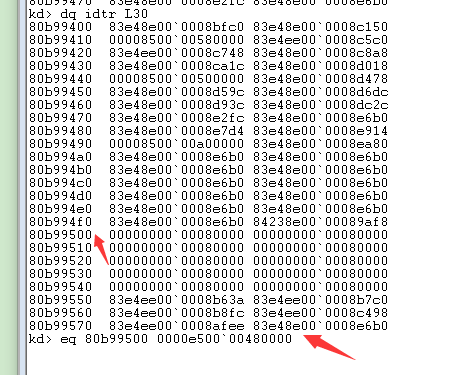 80b99470 83e48e00`0008e2fc 83e48e00`0008e6b0
kd> dq idtr L30
80b99400 83e48e00`0008bfc0 83e48e00`0008c150
80b99410 00008500`00580000 83e4ee00`0008c5c0
80b99420 83e4ee00`0008c748 83e48e00`0008c8a8
80b99430 83e48e00`0008ca1c 83e48e00`0008d018
80b99440 00008500`00500000 83e48e00`0008d478
80b99450 83e48e00`0008d59c 83e48e00`0008d6dc
80b99460 83e48e00`0008d93c 83e48e00`0008dc2c
80b99470 83e48e00`0008e2fc 83e48e00`0008e6b0
80b99480 83e48e00`0008e7d4 83e48e00`0008e914
80b99490 00008500`00a00000 83e48e00`0008ea80
80b994a0 83e48e00`0008e6b0 83e48e00`0008e6b0
80b994b0 83e48e00`0008e6b0 83e48e00`0008e6b0
80b994c0 83e48e00`0008e6b0 83e48e00`0008e6b0
80b994d0 83e48e00`0008e6b0 83e48e00`0008e6b0
80b994e0 83e48e00`0008e6b0 83e48e00`0008e6b0
80b994f0 83e48e00`0008e6b0 84238e00`00089af8
80b99500 00000000`00080000 00000000`00080000
80b99510 00000000`00080000 00000000`00080000
80b99520 00000000`00080000 00000000`00080000
80b99530 00000000`00080000 00000000`00080000
80b99540 00000000`00080000 00000000`00080000
80b99550 83e4ee00`0008b63a 83e4ee00`0008b7c0
80b99560 83e4ee00`0008b8fc 83e4ee00`0008c498
80b99570 83e4ee00`0008afee 83e48e00`0008e6b0
kd> eq 80b99500 0000e500`00480000